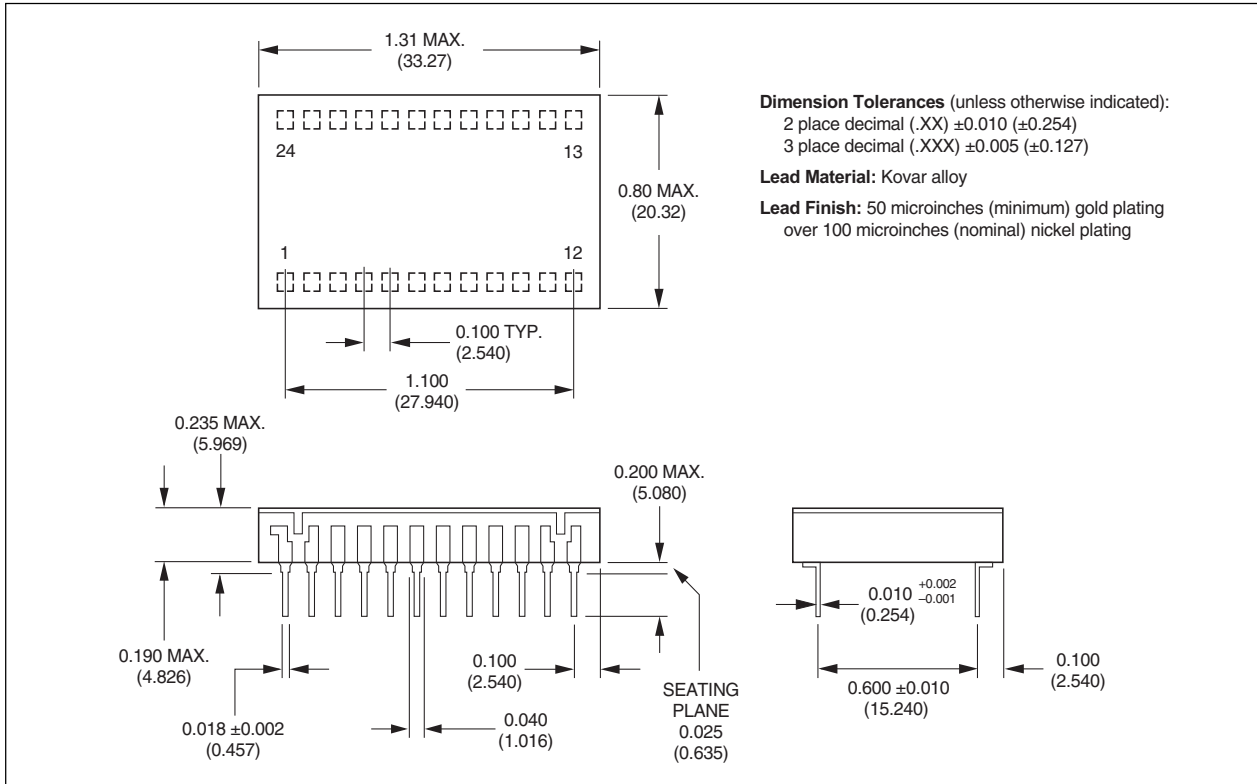 1.31 MAX.
(33.27)
Dimension Tolerances (unless otherwise indicated):
2 place decimal (.XX) ±0.010 (±0.254)
3 place decimal (.XXX) ±0.005 (±0.127)
Lead Material: Kovar alloy
Lead Finish: 50 microinches (minimum) gold plating
over 100 microinches (nominal) nickel plating
24
13
0.80 MAX.
(20.32)
1
12
0.100 TYP.
(2.540)
1.100
(27.940)
0.235 MAX.
(5.969)
0.200 MAX.
(5.080)
0.010 +0.002
–0.001
(0.254)
0.190 MAX.
(4.826)
0.100
(2.540)
SEATING
PLANE
0.025
(0.635)
0.600 ±0.010
(15.240)
0.100
(2.540)
0.018 ±0.002
(0.457)
0.040
(1.016)